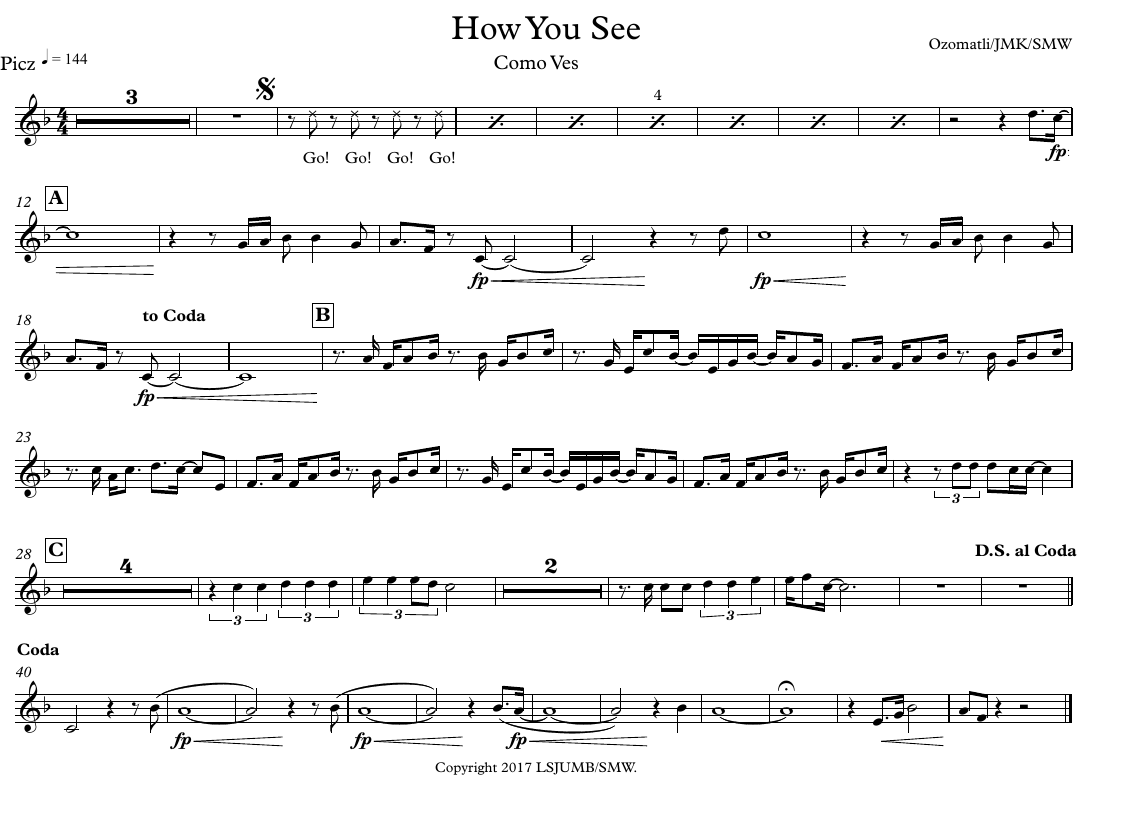 How You See
Ozomatli/JMK/SMW
Picz ♩ = 144
Como Ves
3
4
4
4
Go! Go! Go! Go!
fp
12
A
fp
fp
18
to Coda
B
fp
23
3
28
C
4
2
D.S. al Coda
3 3 3 3
Coda
40
fp fp fp
Copyright 2017 LSJUMB/SMW.